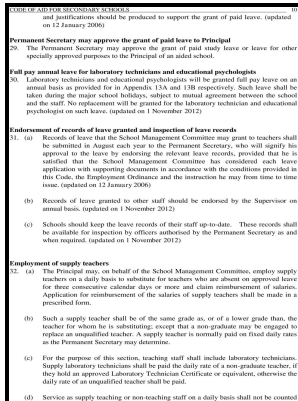 CODE OF AID FOR SECONDARY SCHOOLS 10
and justifications should be produced to support the grant of paid leave. (updated
on 12 January 2006)
Permanent Secretary may approve the grant of paid leave to Principal
29. The Permanent Secretary may approve the grant of paid study leave or leave for other
specially approved purposes to the Principal of an aided school.
Full pay annual leave for laboratory technicians and educational psychologists
30. Laboratory technicians and educational psychologists will be granted full pay leave on an
annual basis as provided for in Appendices 13A and 13B respectively. Such leave shall be
taken during the major school holidays, subject to mutual agreement between the school
and the staff. No replacement will be granted for the laboratory technician and educational
psychologist on such leave. (updated on 1 November 2012)
Endorsement of records of leave granted and inspection of leave records
31. (a) Records of leave that the School Management Committee may grant to teachers shall
be submitted in August each year to the Permanent Secretary, who will signify his
approval to the leave by endorsing the relevant leave records, provided that he is
satisfied that the School Management Committee has considered each leave
application with supporting documents in accordance with the conditions provided in
this Code, the Employment Ordinance and the instruction he may from time to time
issue. (updated on 12 January 2006)
(b) Records of leave granted to other staff should be endorsed by the Supervisor on
annual basis. (updated on 1 November 2012)
(c) Schools should keep the leave records of their staff up-to-date. These records shall
be available for inspection by officers authorised by the Permanent Secretary as and
when required. (updated on 1 November 2012)
Employment of supply teachers
32. (a) The Principal may, on behalf of the School Management Committee, employ supply
teachers on a daily basis to substitute for teachers who are absent on approved leave
for three consecutive calendar days or more and claim reimbursement of salaries.
Application for reimbursement of the salaries of supply teachers shall be made in a
prescribed form.
(b) Such a supply teacher shall be of the same grade as, or of a lower grade than, the
teacher for whom he is substituting; except that a non-graduate may be engaged to
replace an unqualified teacher. A supply teacher is normally paid on fixed daily rates
as the Permanent Secretary may determine.
(c) For the purpose of this section, teaching staff shall include laboratory technicians.
Supply laboratory technicians shall be paid the daily rate of a non-graduate teacher, if
they hold an approved Laboratory Technician Certificate or equivalent, otherwise the
daily rate of an unqualified teacher shall be paid.
(d) Service as supply teaching or non-teaching staff on a daily basis shall not be counted